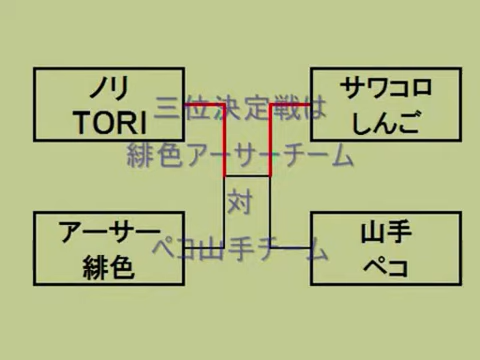 ノリ
TORI
サワコロ
しんご
三位決定戦は
緋色アーサーチーム
対
ペコ山手チーム
アーサー
緋色
山手
ペコ